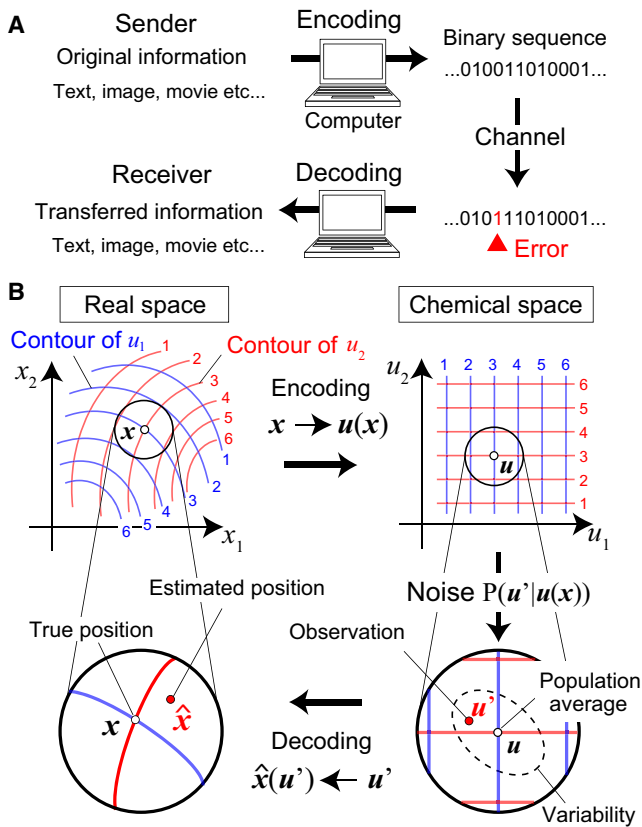 A
Sender
Encoding
Original information
Text, image, movie etc...
Computer
Binary sequence
...010011010001...
Channel
Receiver
Decoding
Transferred information
Text, image, movie etc...
...010111010001...
Error
B
Real space
Chemical space
Contour of u1
Contour of u2
x2
1
2
3
4
5
6
x
1
2
3
4
5
6
x1
Encoding
x → u(x)
u2
1 2 3 4 5 6
6
5
4
3
2
1
u
u1
Noise P(u'|u(x))
Estimated position
True position
Observation
Population average
x
x̂
u'
u
Decoding
x̂(u') ← u'
Variability